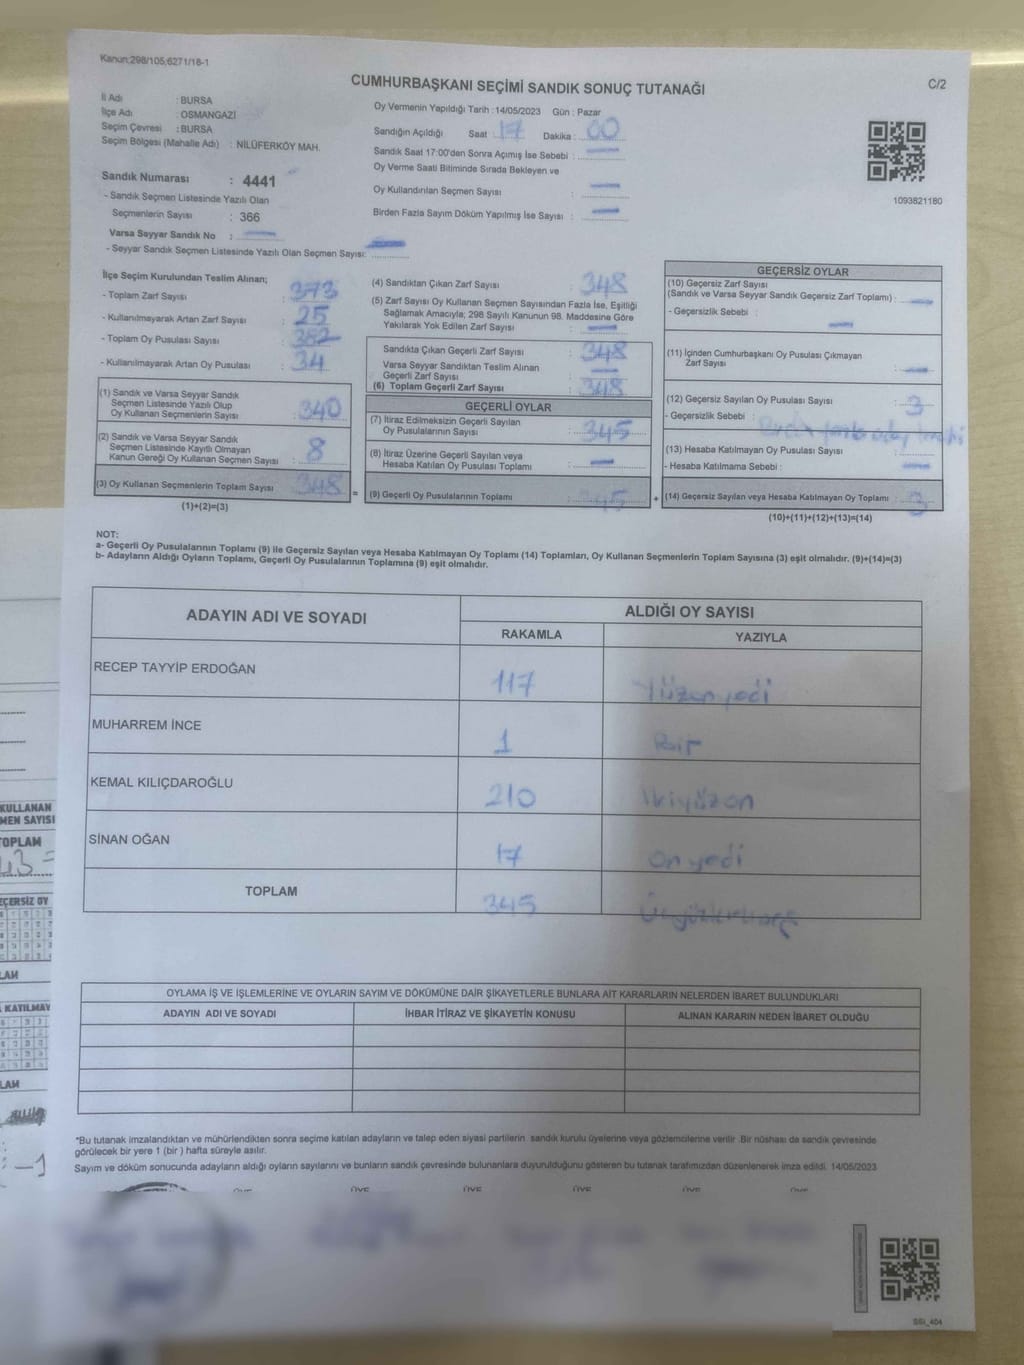 Kanun:298/105;6271/18-1
CUMHURBAŞKANI SEÇİMİ SANDIK SONUÇ TUTANAĞI
C/2
İl Adı : BURSA
İlçe Adı : OSMANGAZİ
Seçim Çevresi : BURSA
Seçim Bölgesi (Mahalle Adı) : NİLÜFERKÖY MAH.
Sandık Numarası : 4441
- Sandık Seçmen Listesinde Yazılı Olan
Seçmenlerin Sayısı : 366
Varsa Seyyar Sandık No :
- Seyyar Sandık Seçmen Listesinde Yazılı Olan Seçmen Sayısı:
Oy Vermenin Yapıldığı Tarih : 14/05/2023 Gün : Pazar
Sandığın Açıldığı Saat : 17 Dakika : 00
Sandık Saat 17:00'den Sonra Açılmış İse Sebebi :
Oy Verme Saati Bitiminde Sırada Bekleyen ve
Oy Kullandırılan Seçmen Sayısı :
Birden Fazla Sayım Döküm Yapılmış İse Sayısı :
1093821180
İlçe Seçim Kurulundan Teslim Alınan;
- Toplam Zarf Sayısı : 373
- Kullanılmayarak Artan Zarf Sayısı : 25
- Toplam Oy Pusulası Sayısı : 382
- Kullanılmayarak Artan Oy Pusulası : 34
(1) Sandık ve Varsa Seyyar Sandık
Seçmen Listesinde Yazılı Olup
Oy Kullanan Seçmenlerin Sayısı : 340
(2) Sandık ve Varsa Seyyar Sandık
Seçmen Listesinde Kayıtlı Olmayan
Kanun Gereği Oy Kullanan Seçmen Sayısı : 8
(3) Oy Kullanan Seçmenlerin Toplam Sayısı : 348
(1)+(2)=(3)
=
(4) Sandıktan Çıkan Zarf Sayısı : 348
(5) Zarf Sayısı Oy Kullanan Seçmen Sayısından Fazla İse, Eşitliği
Sağlamak Amacıyla; 298 Sayılı Kanunun 98. Maddesine Göre
Yakılarak Yok Edilen Zarf Sayısı :
Sandıkta Çıkan Geçerli Zarf Sayısı : 348
Varsa Seyyar Sandıktan Teslim Alınan
Geçerli Zarf Sayısı :
(6) Toplam Geçerli Zarf Sayısı : 348
GEÇERLİ OYLAR
(7) İtiraz Edilmeksizin Geçerli Sayılan
Oy Pusulalarının Sayısı : 345
(8) İtiraz Üzerine Geçerli Sayılan veya
Hesaba Katılan Oy Pusulası Toplamı :
(9) Geçerli Oy Pusulalarının Toplamı : 345
+
GEÇERSİZ OYLAR
(10) Geçersiz Zarf Sayısı
(Sandık ve Varsa Seyyar Sandık Geçersiz Zarf Toplamı) :
- Geçersizlik Sebebi :
(11) İçinden Cumhurbaşkanı Oy Pusulası Çıkmayan
Zarf Sayısı :
(12) Geçersiz Sayılan Oy Pusulası Sayısı : 3
- Geçersizlik Sebebi : Birden fazla aday
(13) Hesaba Katılmayan Oy Pusulası Sayısı :
- Hesaba Katılmama Sebebi :
(14) Geçersiz Sayılan veya Hesaba Katılmayan Oy Toplamı : 3
(10)+(11)+(12)+(13)=(14)
NOT:
a- Geçerli Oy Pusulalarının Toplamı (9) ile Geçersiz Sayılan veya Hesaba Katılmayan Oy Toplamı (14) Toplamları, Oy Kullanan Seçmenlerin Toplam Sayısına (3) eşit olmalıdır. (9)+(14)=(3)
b- Adayların Aldığı Oyların Toplamı, Geçerli Oy Pusulalarının Toplamına (9) eşit olmalıdır.
ADAYIN ADI VE SOYADI
ALDIĞI OY SAYISI
RAKAMLA YAZIYLA
RECEP TAYYİP ERDOĞAN 117 Yüzonyedi
MUHARREM İNCE 1 Bir
KEMAL KILIÇDAROĞLU 210 İkiyüzon
SİNAN OĞAN 17 Onyedi
TOPLAM 345 Üçyüzkırkbeş
OYLAMA İŞ VE İŞLEMLERİNE VE OYLARIN SAYIM VE DÖKÜMÜNE DAİR ŞİKAYETLERLE BUNLARA AİT KARARLARIN NELERDEN İBARET BULUNDUKLARI
ADAYIN ADI VE SOYADI İHBAR İTİRAZ VE ŞİKAYETİN KONUSU ALINAN KARARIN NEDEN İBARET OLDUĞU
*Bu tutanak imzalandıktan ve mühürlendikten sonra seçime katılan adayların ve talep eden siyasi partilerin sandık kurulu üyelerine veya gözlemcilerine verilir .Bir nüshası da sandık çevresinde
görülecek bir yere 1 (bir ) hafta süreyle asılır.
Sayım ve döküm sonucunda adayların aldığı oyların sayılarını ve bunların sandık çevresinde bulunanlara duyurulduğunu gösteren bu tutanak tarafımızdan düzenlenerek imza edildi. 14/05/2023
ÜYE ÜYE ÜYE ÜYE ÜYE ÜYE
SSİ_404
KULLANAN
MEN SAYISI
TOPLAM
EÇERSİZ OY
LAM
KATILMAY
LAM